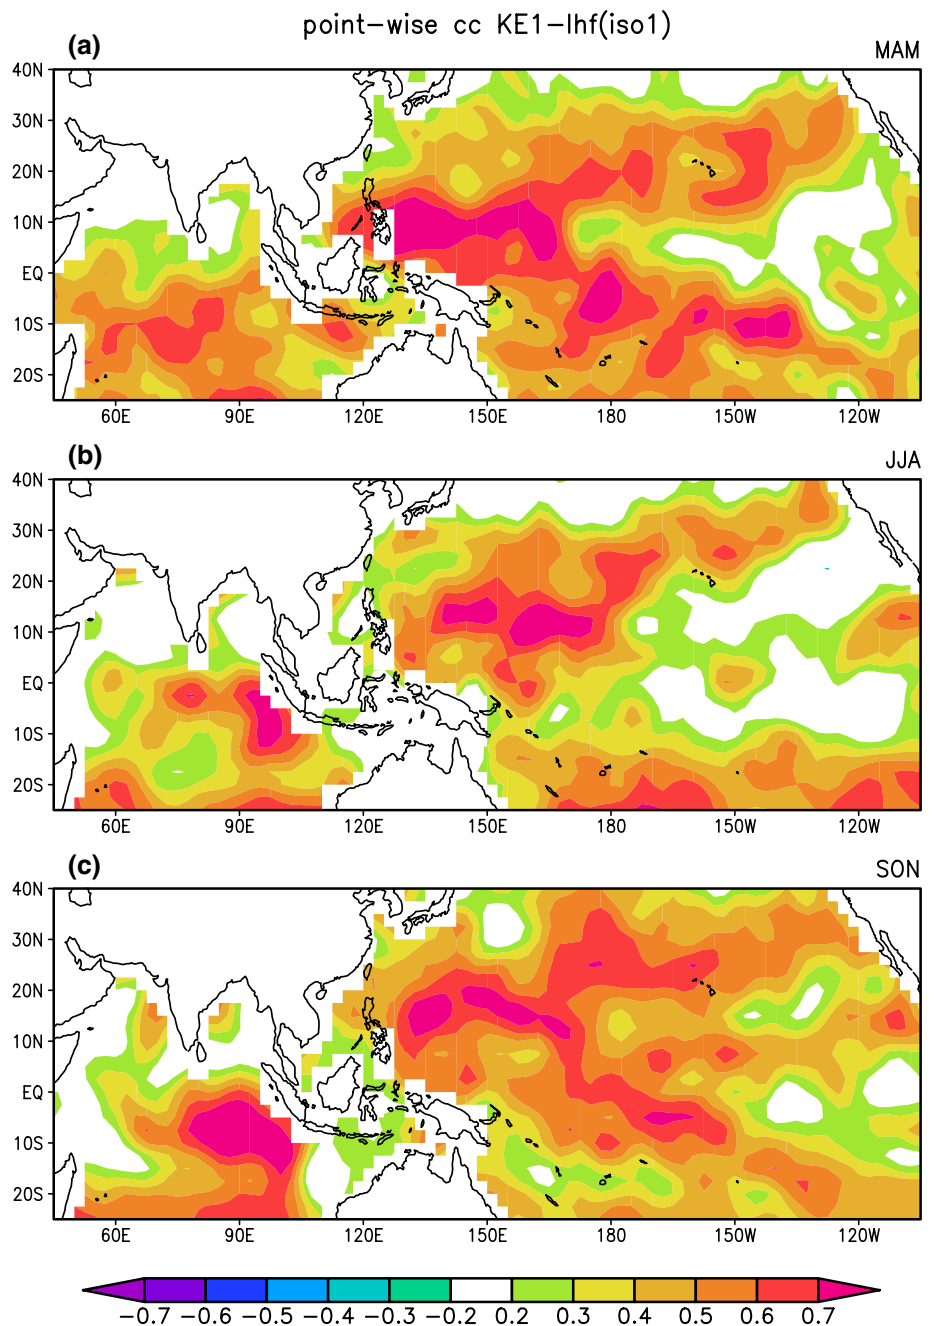 point-wise cc KE1-lhf(iso1)
(a) MAM
40N
30N
20N
10N
EQ
10S
20S
60E 90E 120E 150E 180 150W 120W
(b) JJA
40N
30N
20N
10N
EQ
10S
20S
60E 90E 120E 150E 180 150W 120W
(c) SON
40N
30N
20N
10N
EQ
10S
20S
60E 90E 120E 150E 180 150W 120W
-0.7 -0.6 -0.5 -0.4 -0.3 -0.2 0.2 0.3 0.4 0.5 0.6 0.7